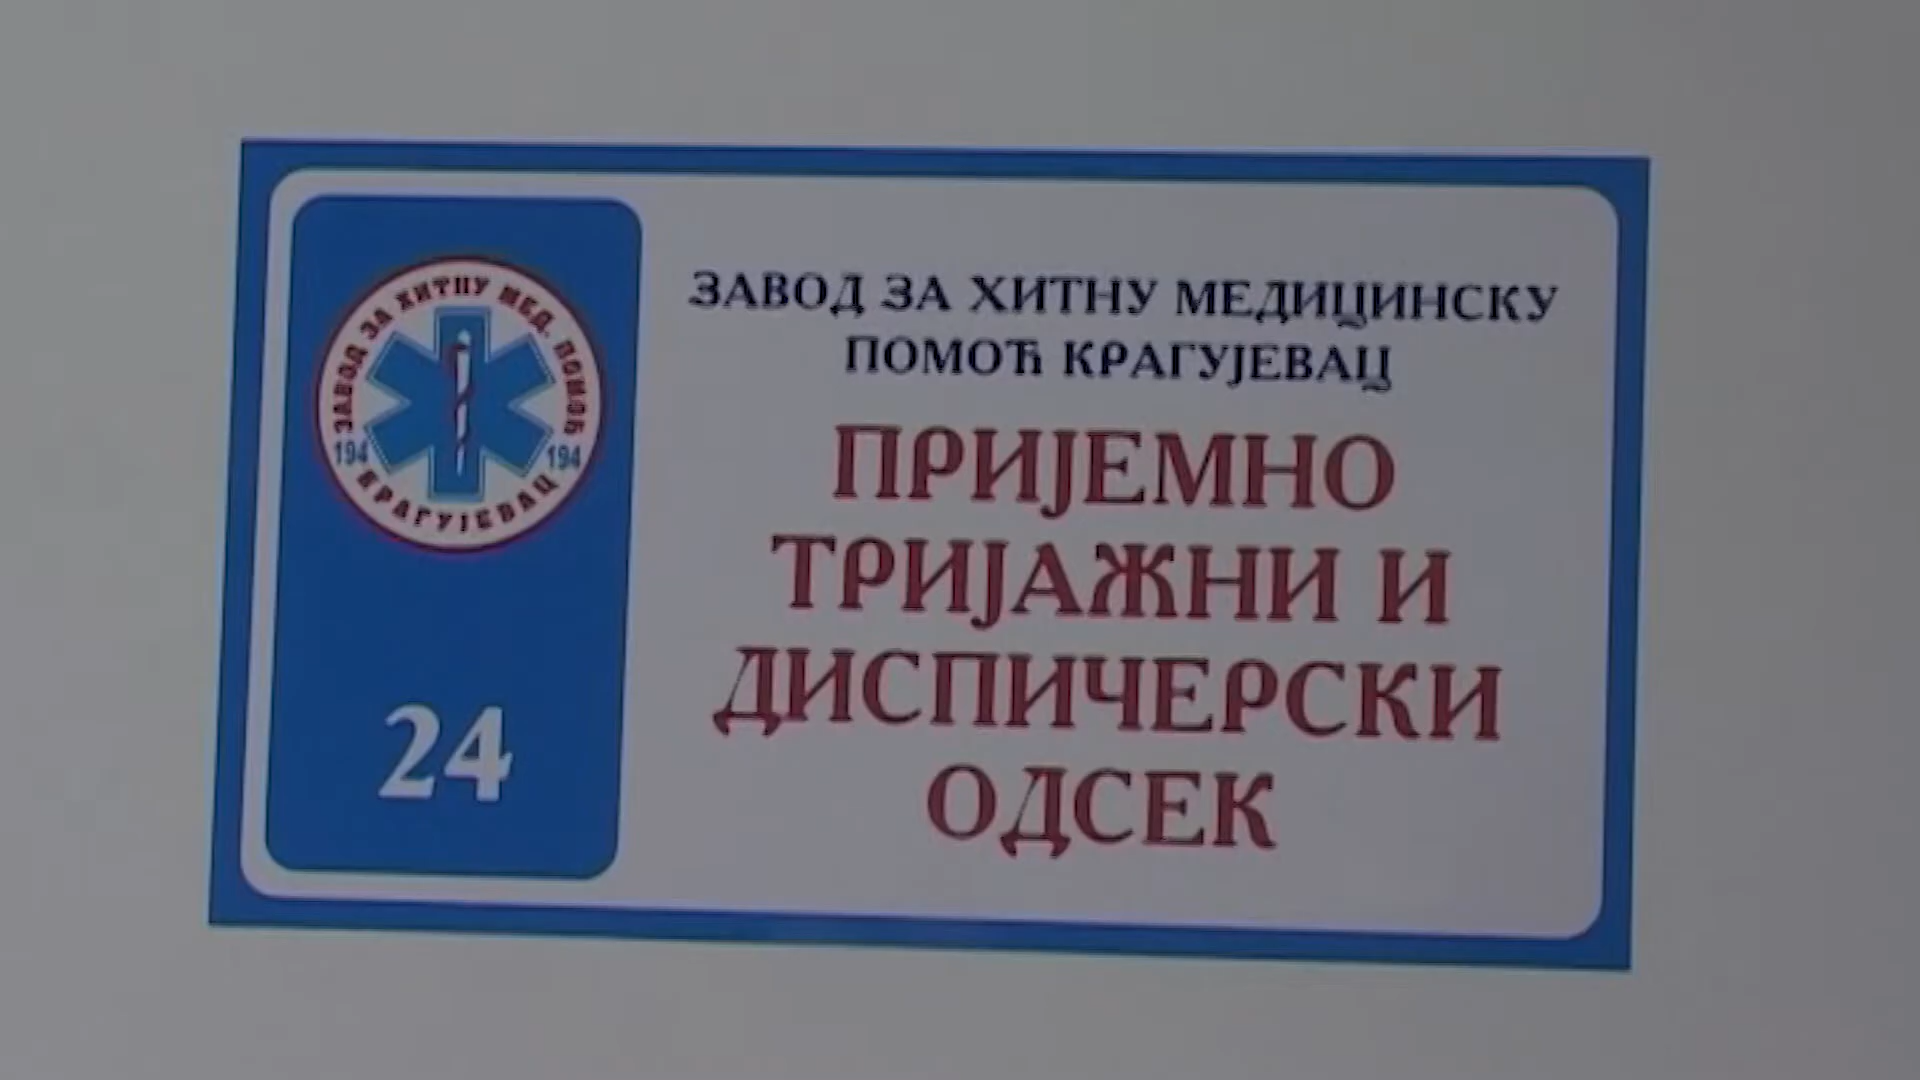 ЗАВОД ЗА ХИТНУ МЕД. ПОМОЋ
194 194
КРАГУЈЕВАЦ
24
ЗАВОД ЗА ХИТНУ МЕДИЦИНСКУ
ПОМОЋ КРАГУЈЕВАЦ
ПРИЈЕМНО
ТРИЈАЖНИ И
ДИСПИЧЕРСКИ
ОДСЕК